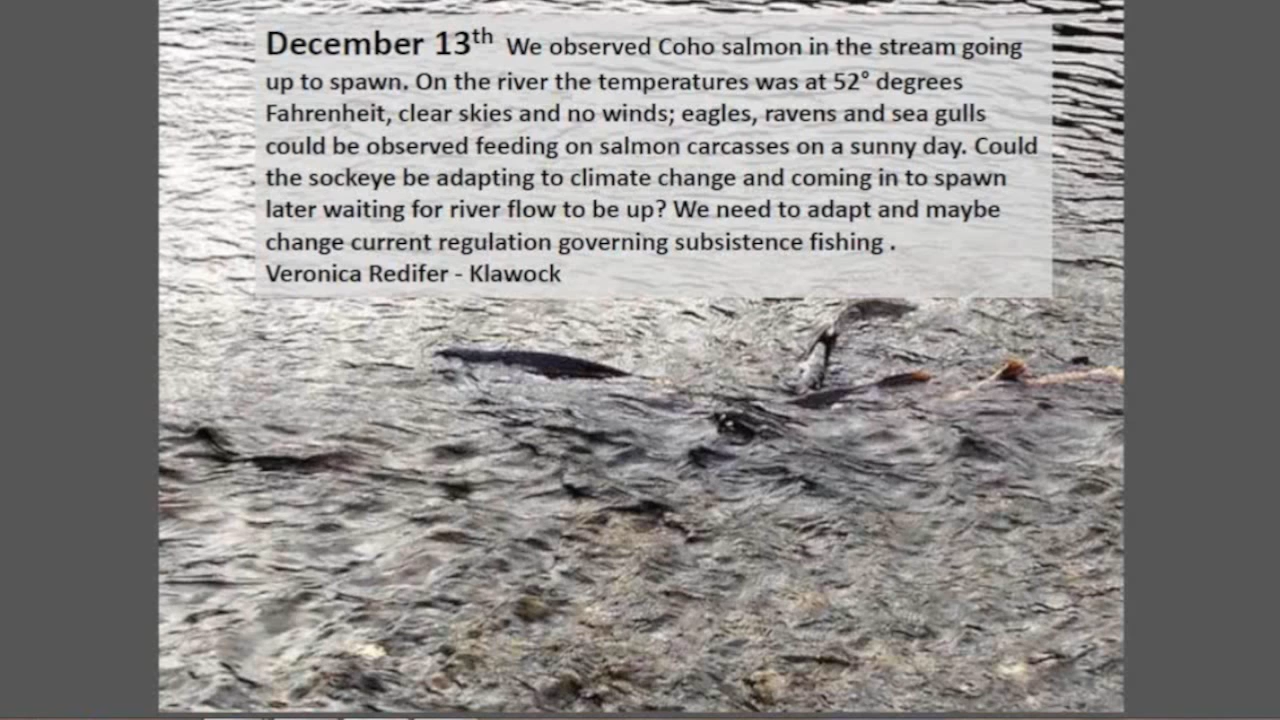 December 13th We observed Coho salmon in the stream going
up to spawn. On the river the temperatures was at 52° degrees
Fahrenheit, clear skies and no winds; eagles, ravens and sea gulls
could be observed feeding on salmon carcasses on a sunny day. Could
the sockeye be adapting to climate change and coming in to spawn
later waiting for river flow to be up? We need to adapt and maybe
change current regulation governing subsistence fishing .
Veronica Redifer - Klawock